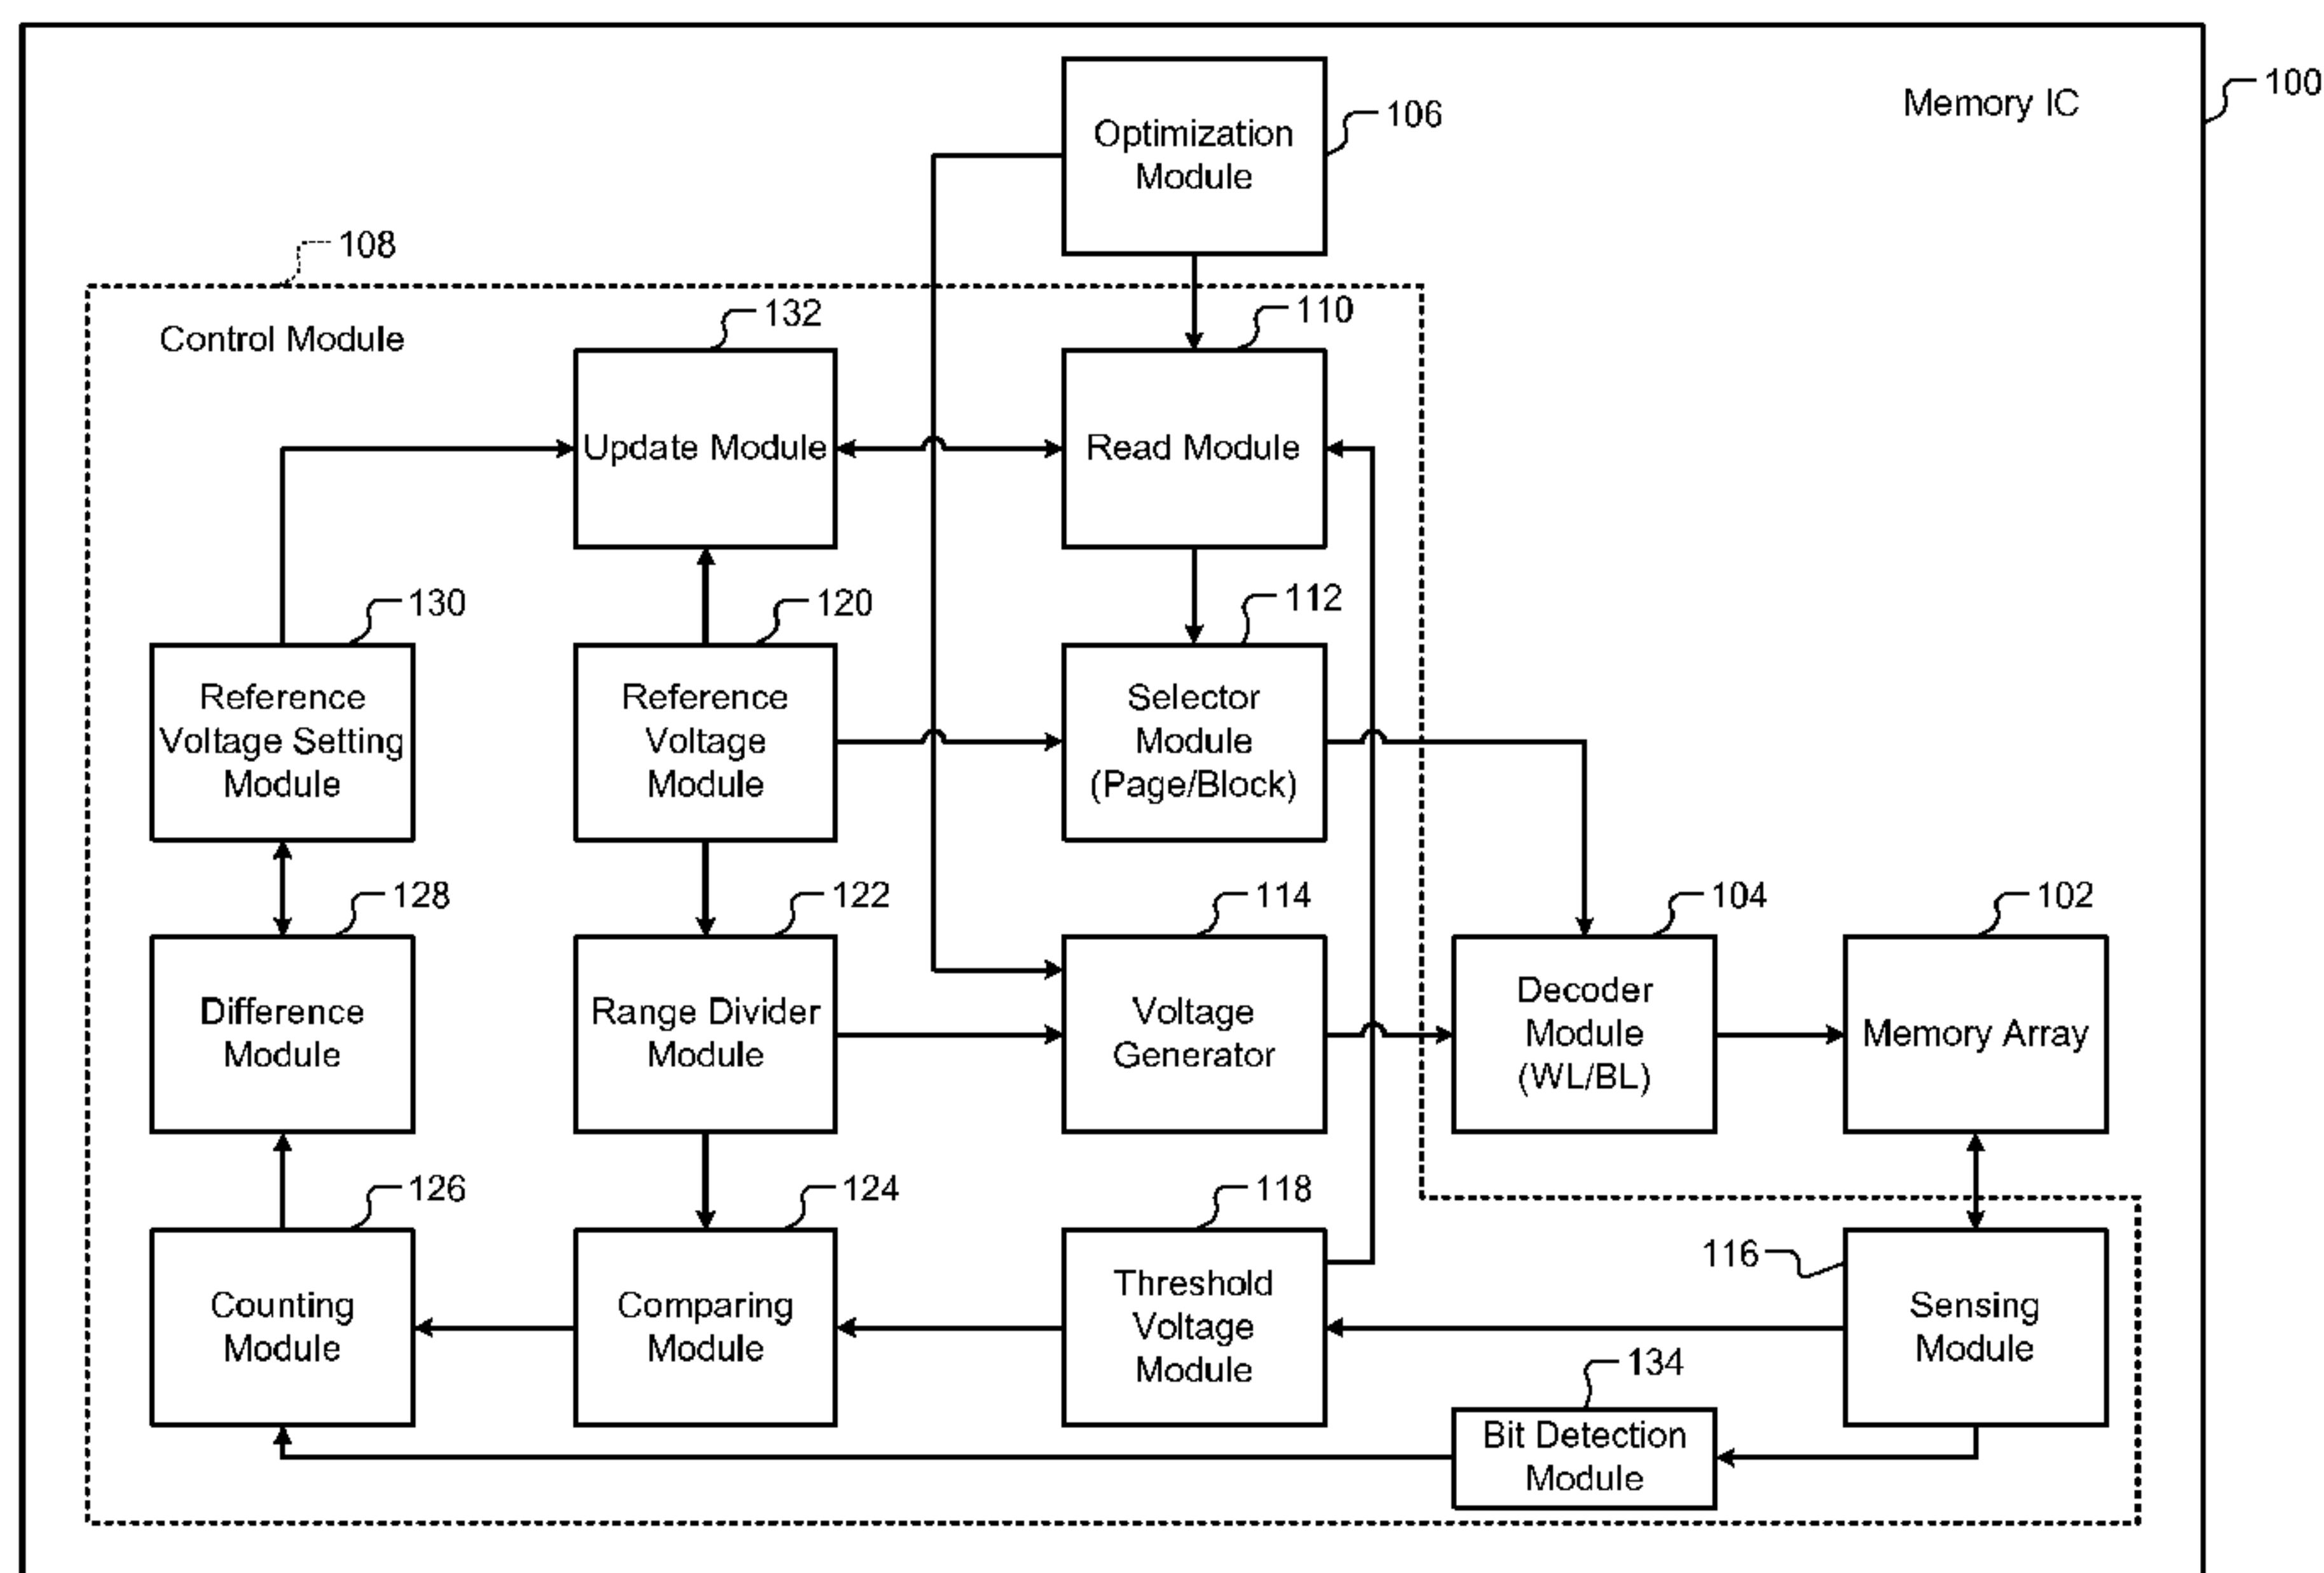 100
Memory IC
106
Optimization
Module
108
Control Module
132
110
Update Module
Read Module
130
120
112
Reference
Voltage Setting
Module
Reference
Voltage
Module
Selector
Module
(Page/Block)
128
122
114
104
102
Difference
Module
Range Divider
Module
Voltage
Generator
Decoder
Module
(WL/BL)
Memory Array
126
124
118
116
Counting
Module
Comparing
Module
Threshold
Voltage
Module
Sensing
Module
134
Bit Detection
Module